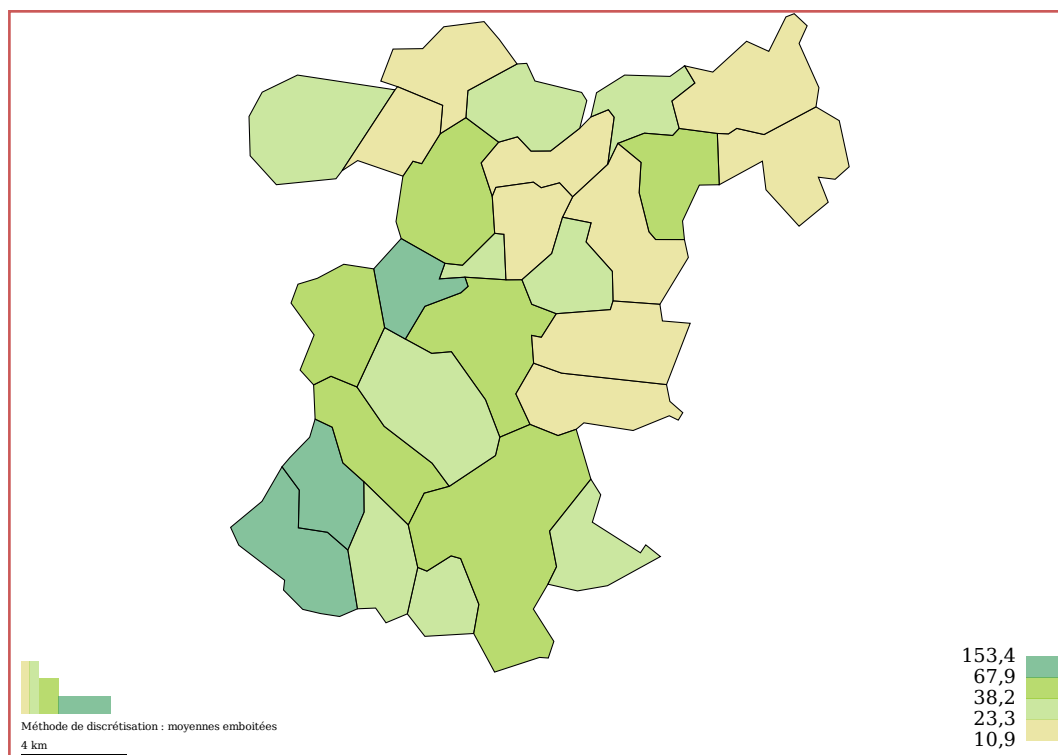 153,4
67,9
38,2
23,3
10,9
Méthode de discrétisation : moyennes emboitées
4 km